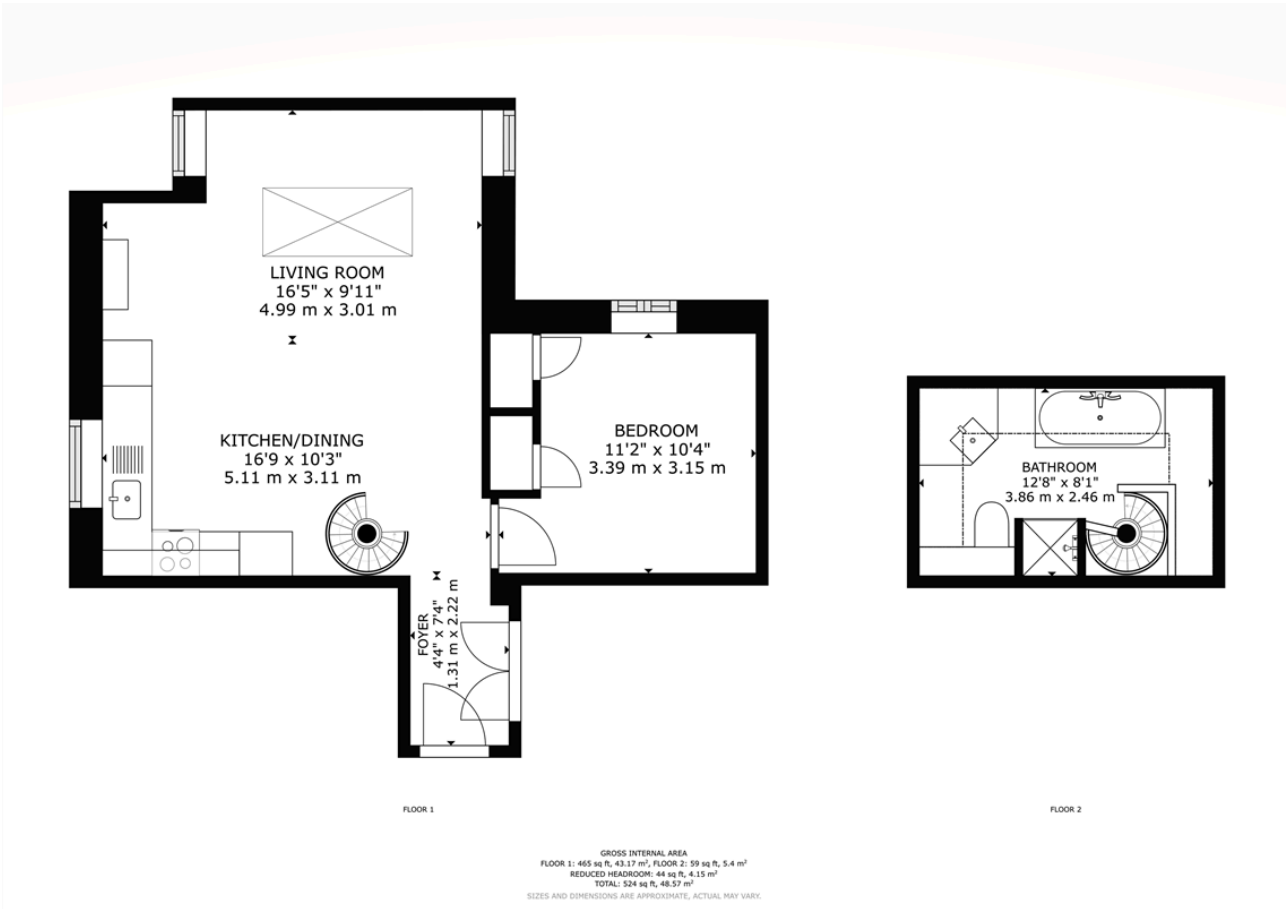 LIVING ROOM
16'5" x 9'11"
4.99 m x 3.01 m
KITCHEN/DINING
16'9 x 10'3"
5.11 m x 3.11 m
BEDROOM
11'2" x 10'4"
3.39 m x 3.15 m
FOYER
4'4" x 7'4"
1.31 m x 2.22 m
BATHROOM
12'8" x 8'1"
3.86 m x 2.46 m
FLOOR 1
FLOOR 2
GROSS INTERNAL AREA
FLOOR 1: 465 sq ft, 43.17 m², FLOOR 2: 59 sq ft, 5.4 m²
REDUCED HEADROOM: 44 sq ft, 4.15 m²
TOTAL: 524 sq ft, 48.57 m²
SIZES AND DIMENSIONS ARE APPROXIMATE, ACTUAL MAY VARY.